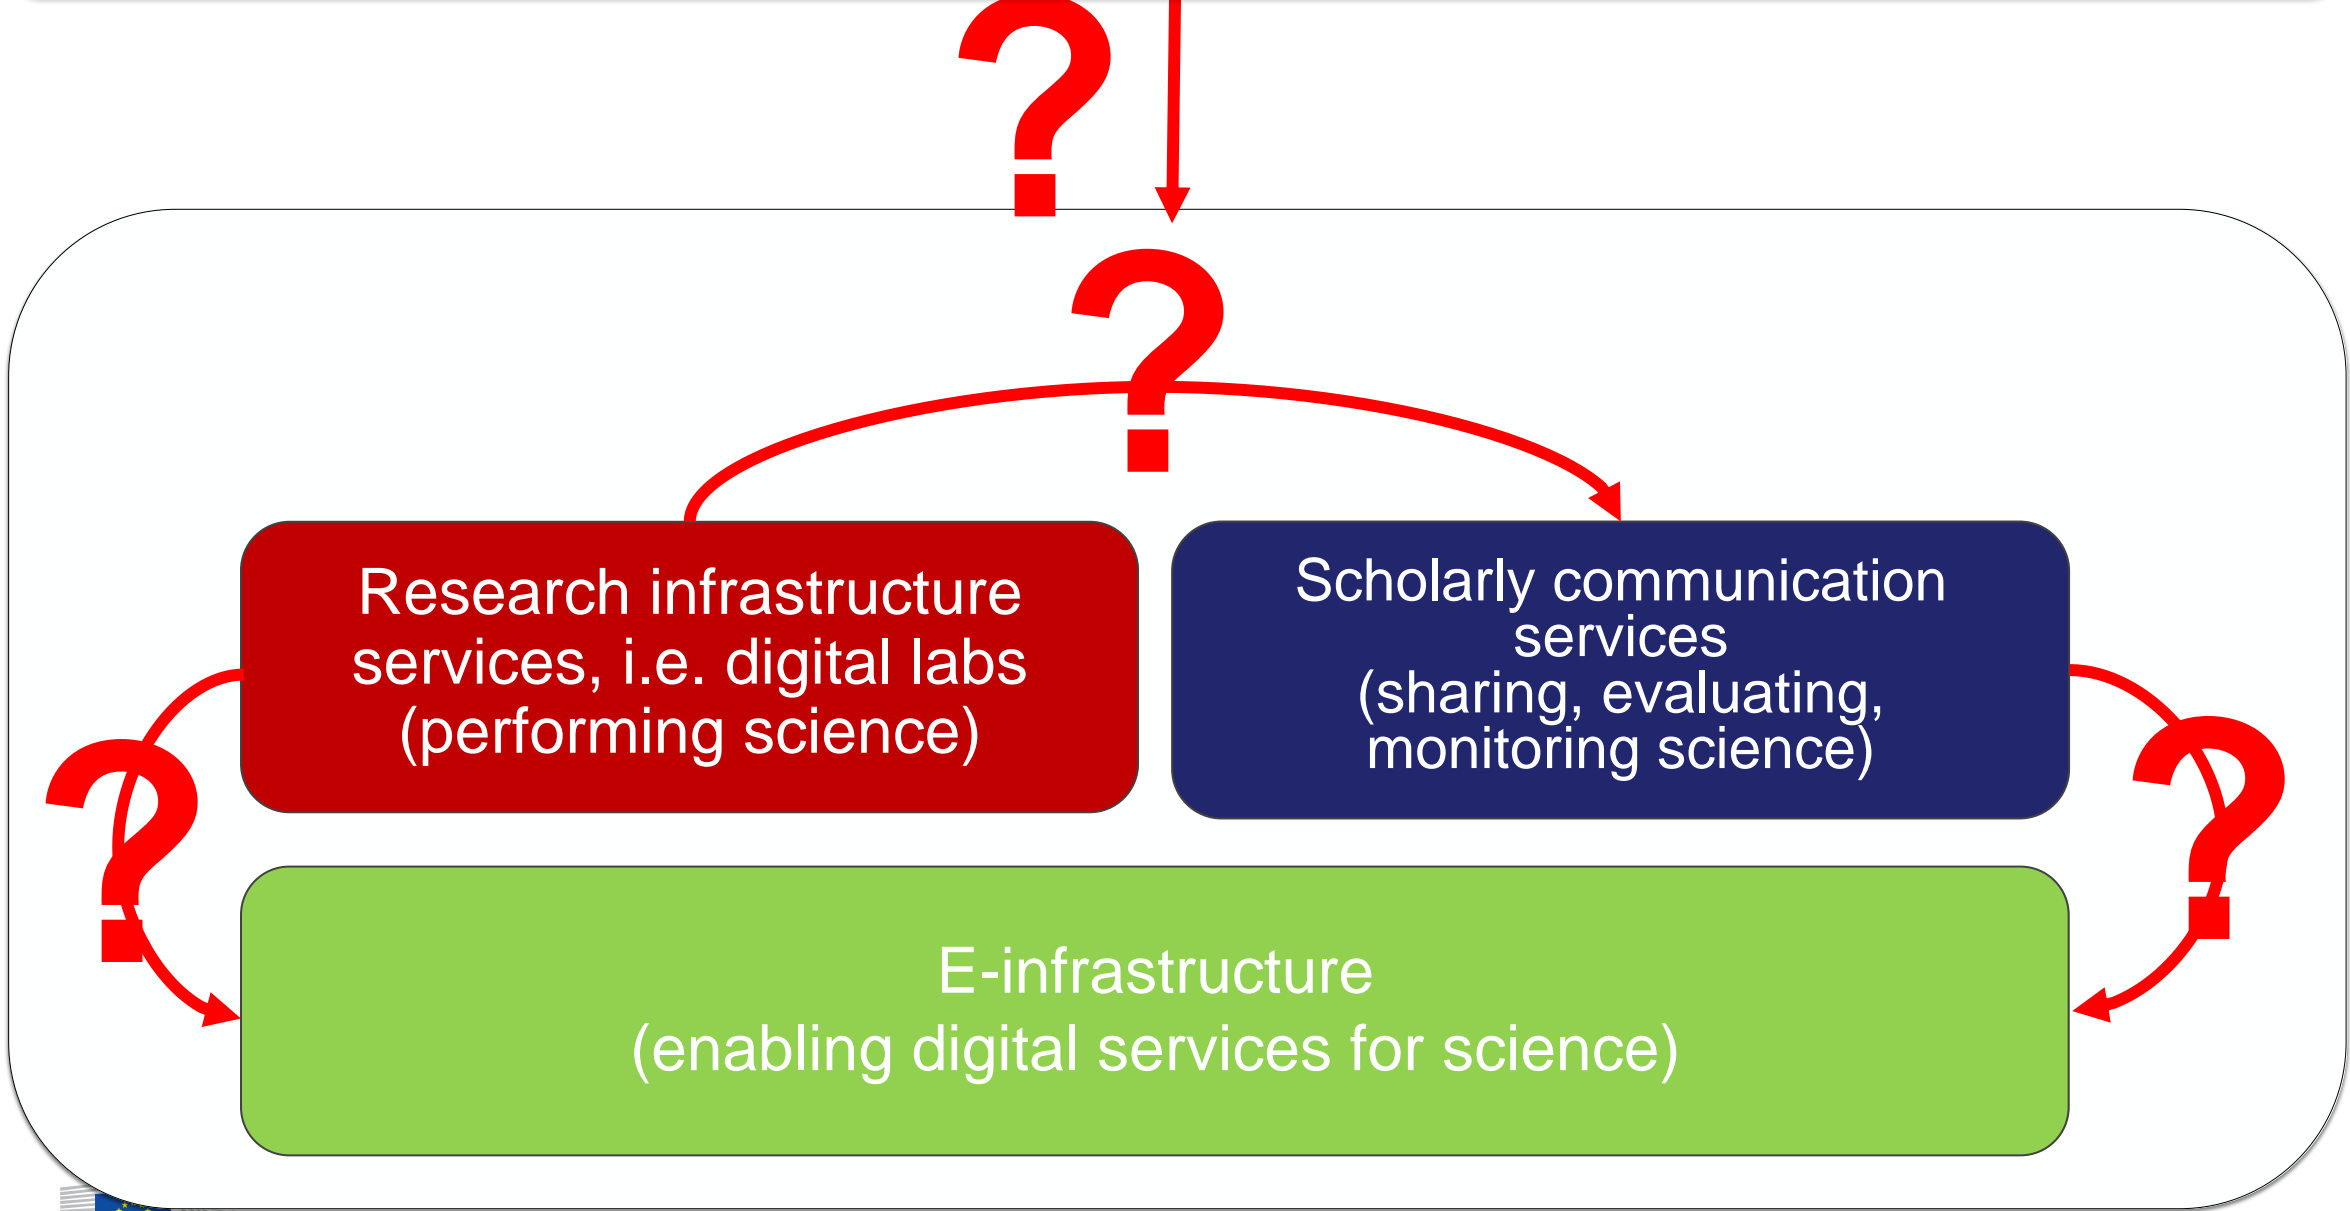 ?
?
Research infrastructure
services, i.e. digital labs
(performing science)
Scholarly communication
services
(sharing, evaluating,
monitoring science)
?
?
E-infrastructure
(enabling digital services for science)